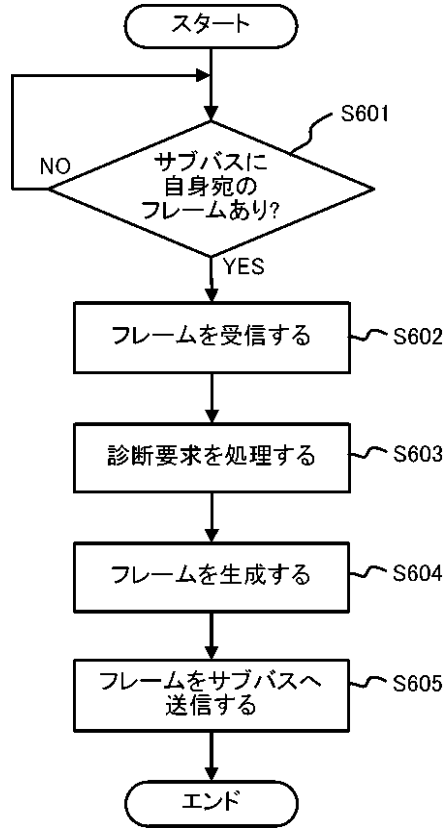 スタート
S601
NO
サブバスに
自身宛の
フレームあり?
YES
フレームを受信する
S602
診断要求を処理する
S603
フレームを生成する
S604
フレームをサブバスへ
送信する
S605
エンド